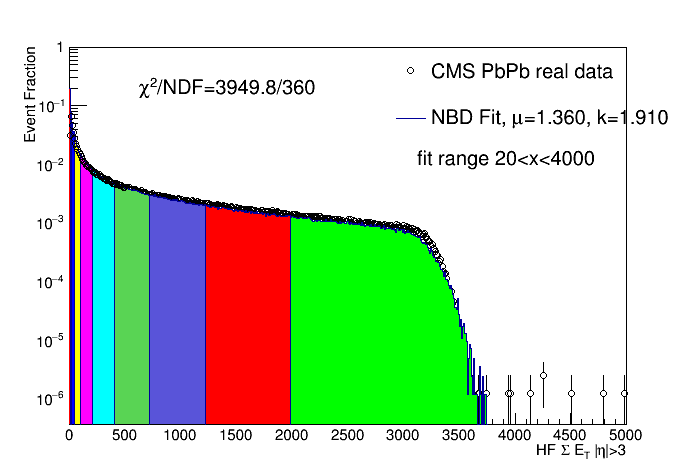 CMS PbPb real data
χ²/NDF=3949.8/360
NBD Fit, μ=1.360, k=1.910
fit range 20<x<4000
Event Fraction
1
10⁻¹
10⁻²
10⁻³
10⁻⁴
10⁻⁵
10⁻⁶
0 500 1000 1500 2000 2500 3000 3500 4000 4500 5000
HF Σ E_T |η|>3